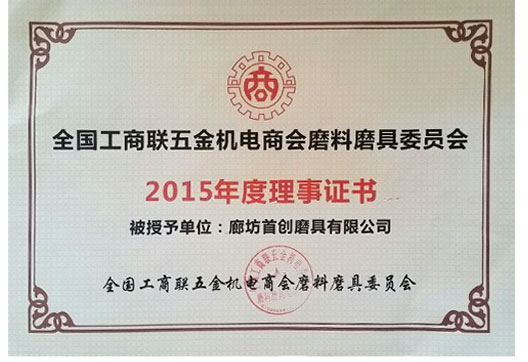 商
全国工商联五金机电商会磨料磨具委员会
2015年度理事证书
被授予单位：廊坊首创磨具有限公司
全国工商联五金机电商会磨料磨具委员会